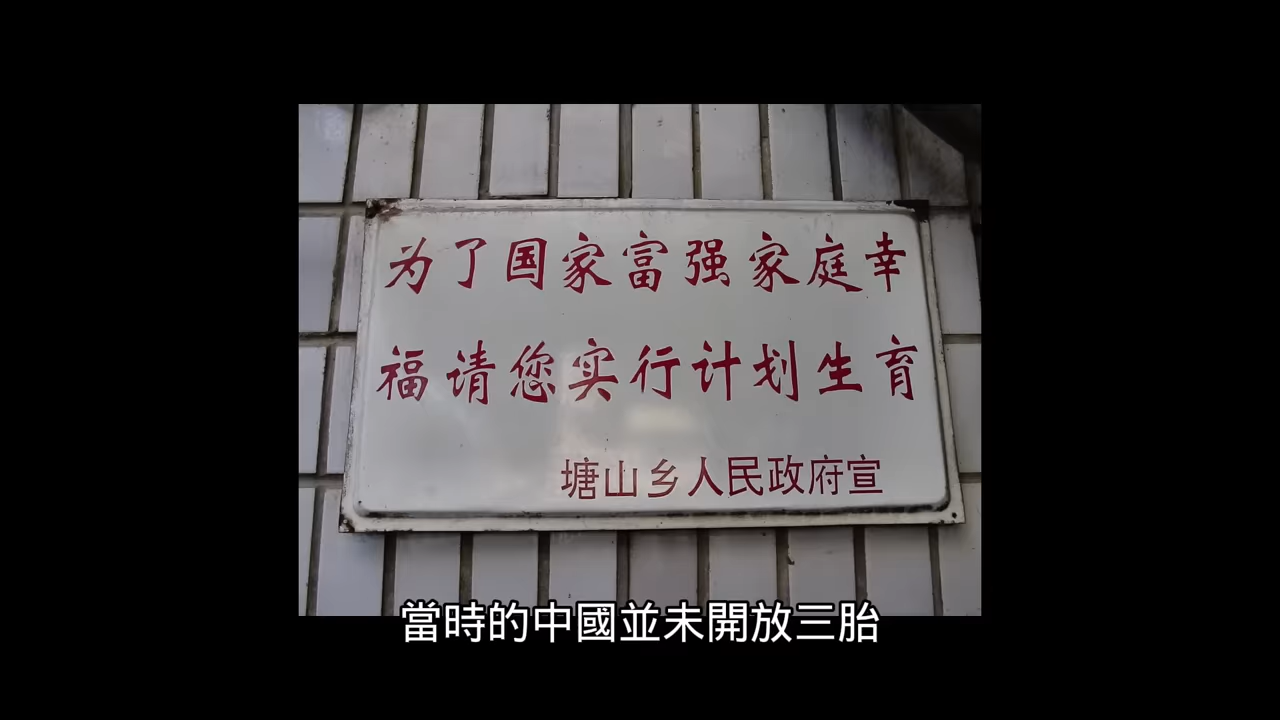 为了国家富强家庭幸
福请您实行计划生育
塘山乡人民政府宣
當時的中國並未開放三胎